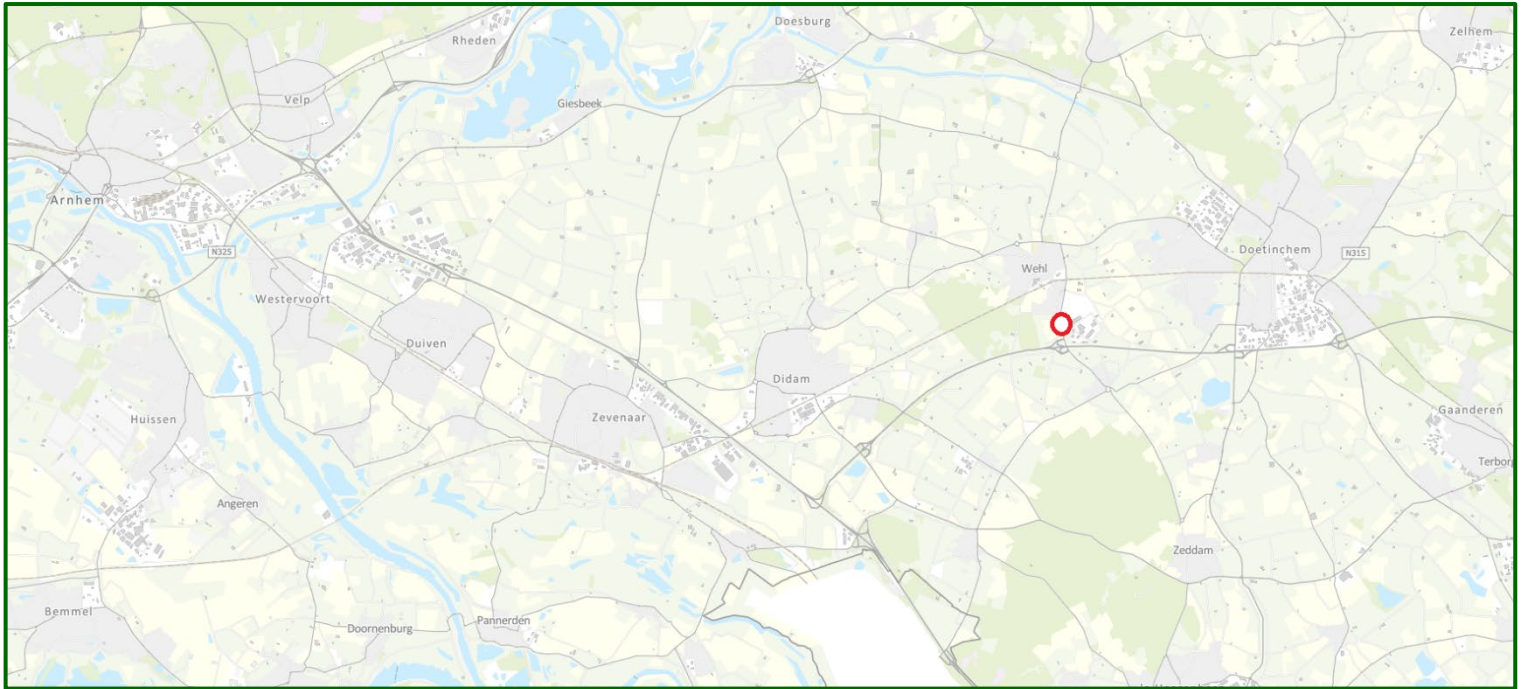 Doesburg
Zelhem
Rheden
Velp
Giesbeek
Arnhem
N325
Doetinchem
N315
Wehl
Westervoort
Duiven
Didam
Gaanderen
Zevenaar
Huissen
Angeren
Zeddam
Bemmel
Pannerden
Doornenburg